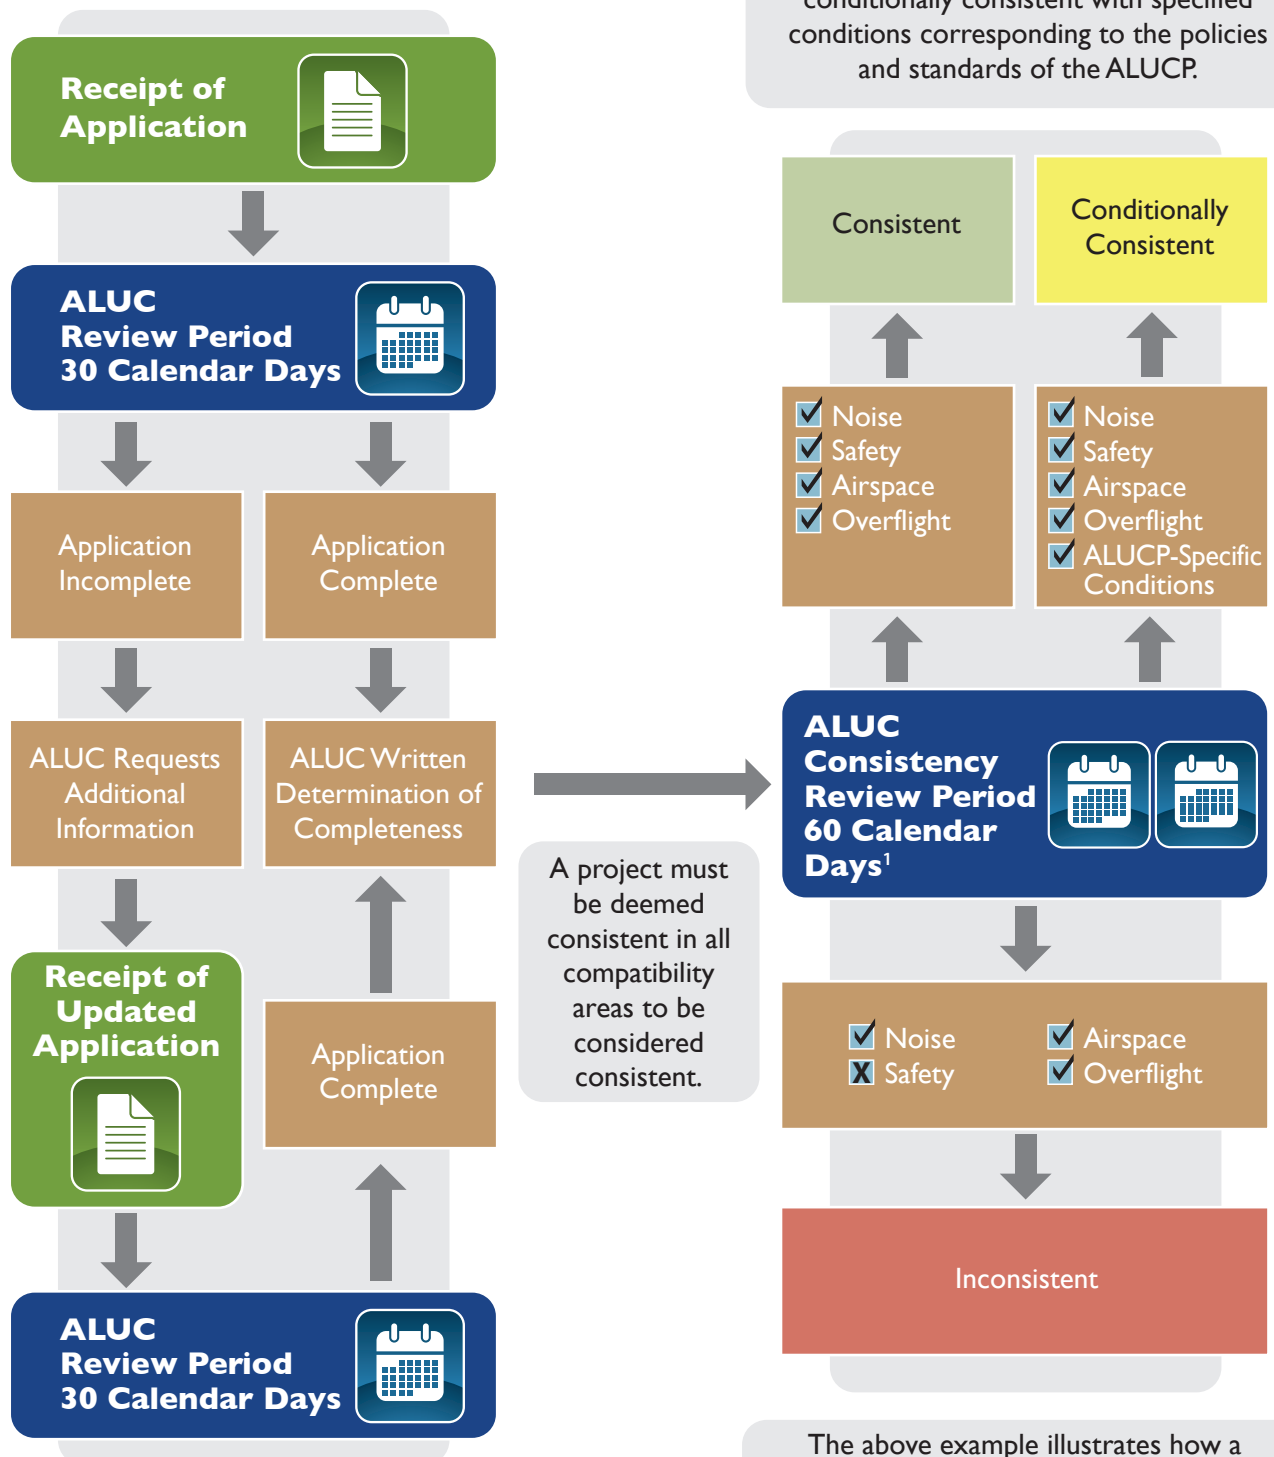 Receipt of
Application
ALUC
Review Period
30 Calendar Days
Application
Incomplete
Application
Complete
ALUC Requests
Additional
Information
ALUC Written
Determination of
Completeness
Receipt of
Updated
Application
Application
Complete
ALUC
Review Period
30 Calendar Days
A project must
be deemed
consistent in all
compatibility
areas to be
considered
consistent.
conditionally consistent with specified
conditions corresponding to the policies
and standards of the ALUCP.
Consistent
Conditionally
Consistent
Noise
Safety
Airspace
Overflight
Noise
Safety
Airspace
Overflight
ALUCP-Specific
Conditions
ALUC
Consistency
Review Period
60 Calendar
Days¹
Noise
X Safety
Airspace
Overflight
Inconsistent
The above example illustrates how a